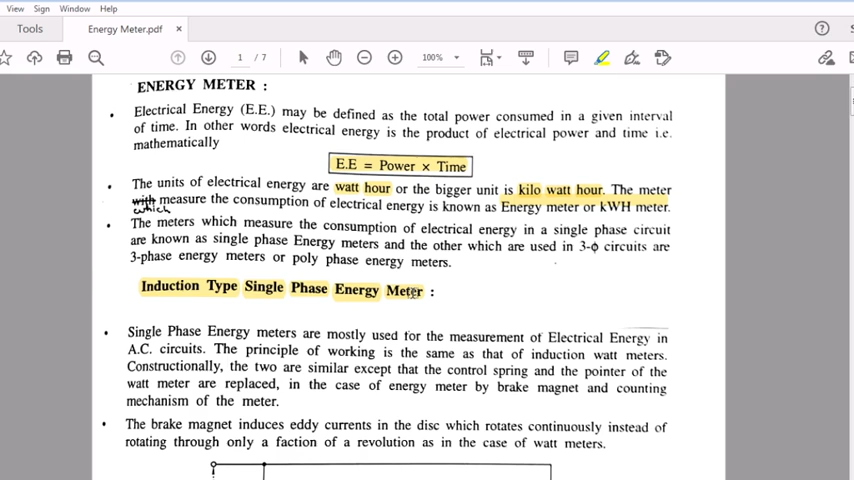 View Sign Window Help
Tools Energy Meter.pdf ×
1 / 7 100%
ENERGY METER :
• Electrical Energy (E.E.) may be defined as the total power consumed in a given interval
of time. In other words electrical energy is the product of electrical power and time i.e.
mathematically
E.E = Power × Time
• The units of electrical energy are watt hour or the bigger unit is kilo watt hour. The meter
with measure the consumption of electrical energy is known as Energy meter or kWH meter.
which
• The meters which measure the consumption of electrical energy in a single phase circuit
are known as single phase Energy meters and the other which are used in 3-ϕ circuits are
3-phase energy meters or poly phase energy meters.
Induction Type Single Phase Energy Meter :
• Single Phase Energy meters are mostly used for the measurement of Electrical Energy in
A.C. circuits. The principle of working is the same as that of induction watt meters.
Constructionally, the two are similar except that the control spring and the pointer of the
watt meter are replaced, in the case of energy meter by brake magnet and counting
mechanism of the meter.
• The brake magnet induces eddy currents in the disc which rotates continuously instead of
rotating through only a faction of a revolution as in the case of watt meters.